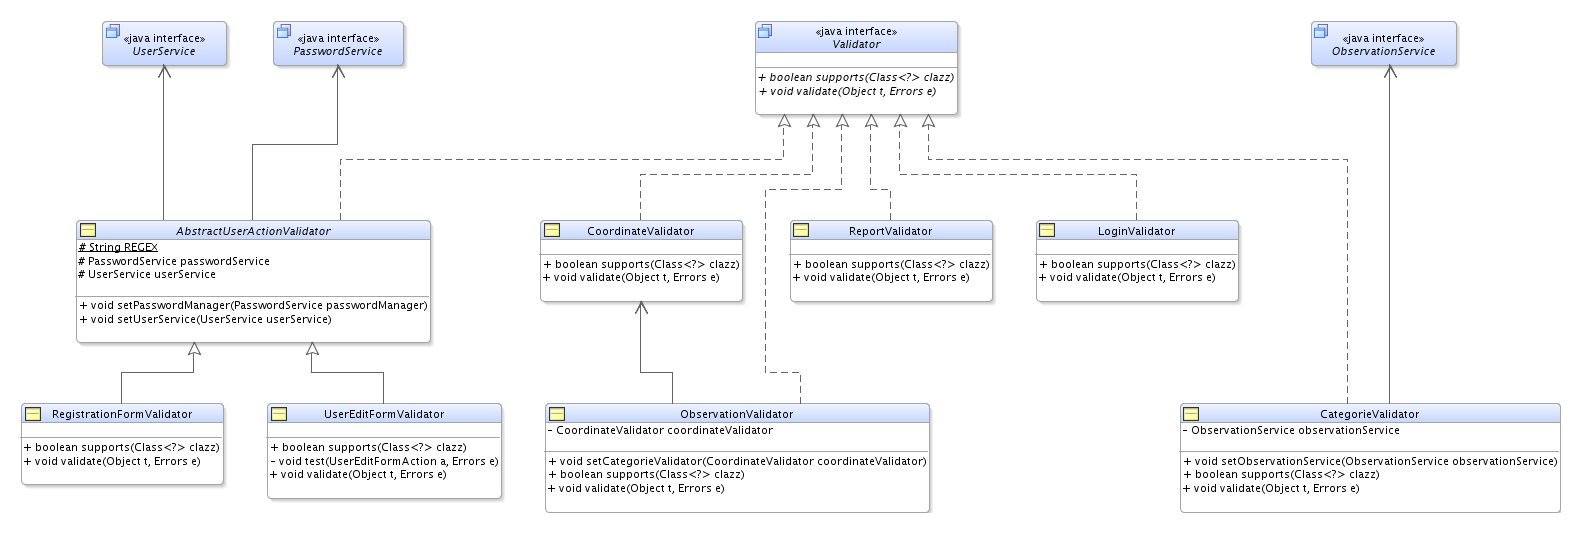 «java interface»
UserService
«java interface»
PasswordService
«java interface»
Validator
+ boolean supports(Class<?> clazz)
+ void validate(Object t, Errors e)
«java interface»
ObservationService
AbstractUserActionValidator
# String REGEX
# PasswordService passwordService
# UserService userService
+ void setPasswordManager(PasswordService passwordManager)
+ void setUserService(UserService userService)
CoordinateValidator
+ boolean supports(Class<?> clazz)
+ void validate(Object t, Errors e)
ReportValidator
+ boolean supports(Class<?> clazz)
+ void validate(Object t, Errors e)
LoginValidator
+ boolean supports(Class<?> clazz)
+ void validate(Object t, Errors e)
RegistrationFormValidator
+ boolean supports(Class<?> clazz)
+ void validate(Object t, Errors e)
UserEditFormValidator
+ boolean supports(Class<?> clazz)
- void test(UserEditFormAction a, Errors e)
+ void validate(Object t, Errors e)
ObservationValidator
- CoordinateValidator coordinateValidator
+ void setCategorieValidator(CoordinateValidator coordinateValidator)
+ boolean supports(Class<?> clazz)
+ void validate(Object t, Errors e)
CategorieValidator
- ObservationService observationService
+ void setObservationService(ObservationService observationService)
+ boolean supports(Class<?> clazz)
+ void validate(Object t, Errors e)